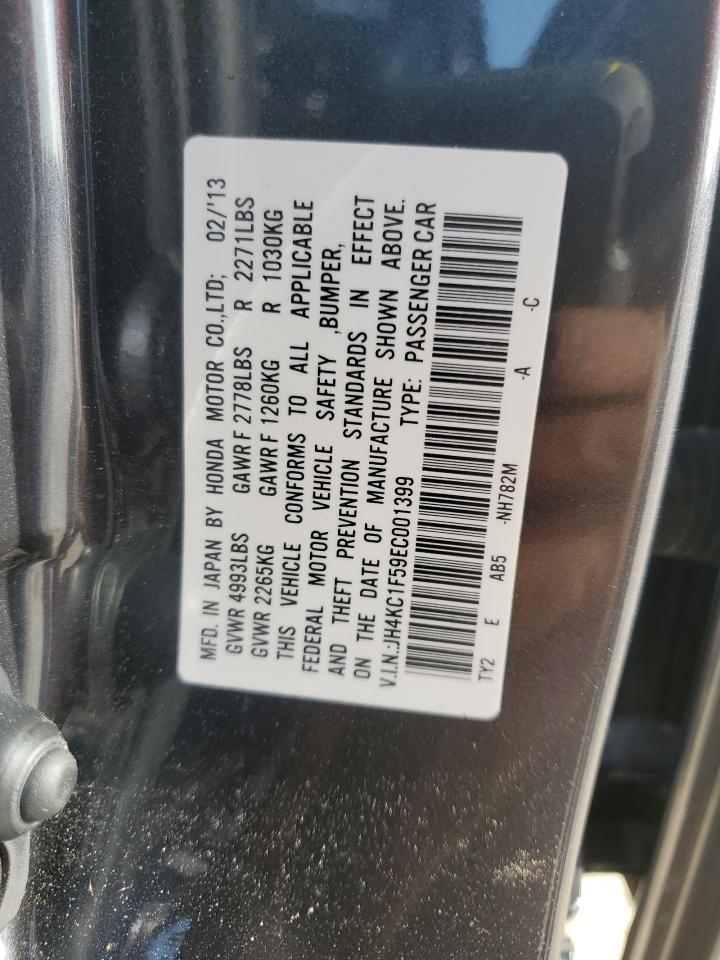 MFD. IN JAPAN BY HONDA MOTOR CO.,LTD; 02/'13
GVWR 4993LBS GAWR F 2778LBS R 2271LBS
GVWR 2265KG GAWR F 1260KG R 1030KG
THIS VEHICLE CONFORMS TO ALL APPLICABLE
FEDERAL MOTOR VEHICLE SAFETY ,BUMPER,
AND THEFT PREVENTION STANDARDS IN EFFECT
ON THE DATE OF MANUFACTURE SHOWN ABOVE.
V.I.N.:JH4KC1F59EC001399 TYPE: PASSENGER CAR
TY2 E AB5 -NH782M -A -C